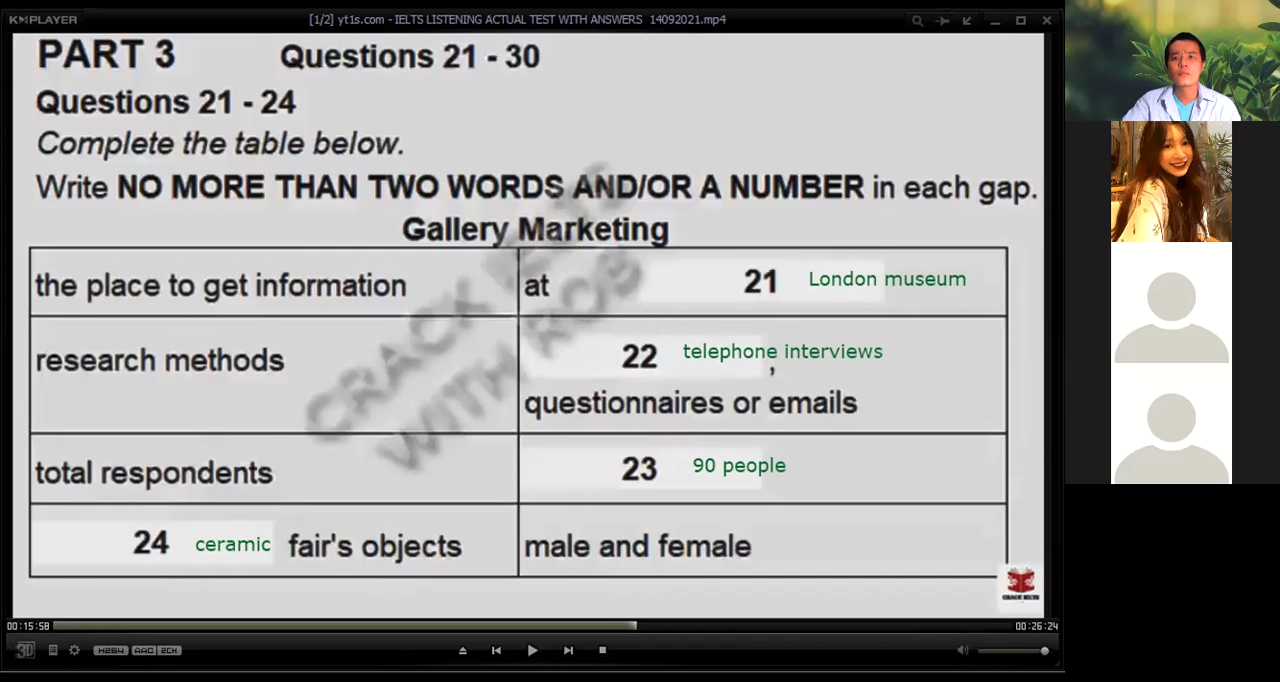 KMPLAYER
[1/2] yt1s.com - IELTS LISTENING ACTUAL TEST WITH ANSWERS 14092021.mp4
PART 3 Questions 21 - 30
Questions 21 - 24
Complete the table below.
Write NO MORE THAN TWO WORDS AND/OR A NUMBER in each gap.
Gallery Marketing
the place to get information
at 21 London museum
research methods
22 telephone interviews,
questionnaires or emails
total respondents
23 90 people
24 ceramic fair's objects
male and female
CRACK IELTS
WITH ROB
CRACK IELTS
00:15:58
00:26:24
3D
H264 AAC 2CH